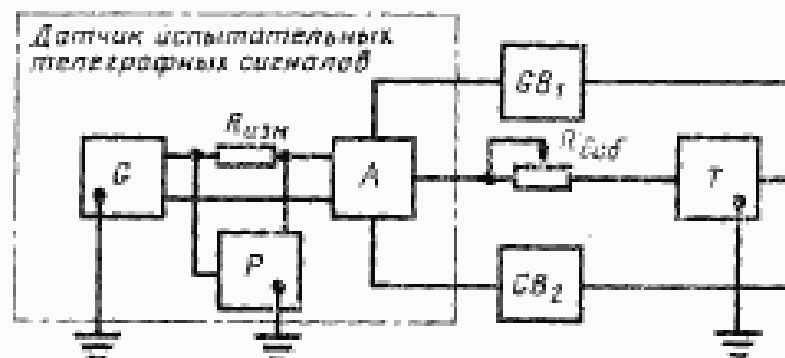 Датчик испытательных
телеграфных сигналов
GB₁
Rизм
Rдоб
G
A
T
P
GB₂